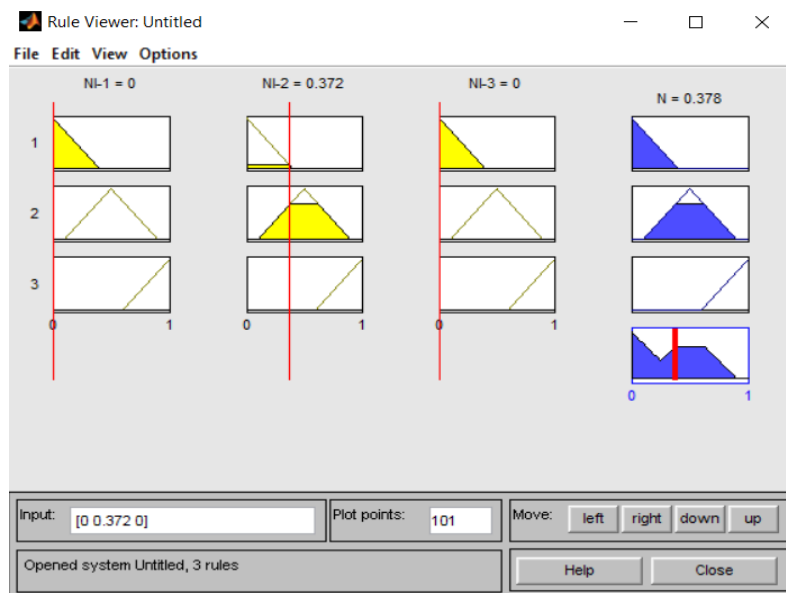 Rule Viewer: Untitled
File Edit View Options
NI-1 = 0 NI-2 = 0.372 NI-3 = 0
N = 0.378
1
2
3
0 1 0 1 0 1
0 1
Input: [0 0.372 0] Plot points: 101 Move: left right down up
Opened system Untitled, 3 rules Help Close